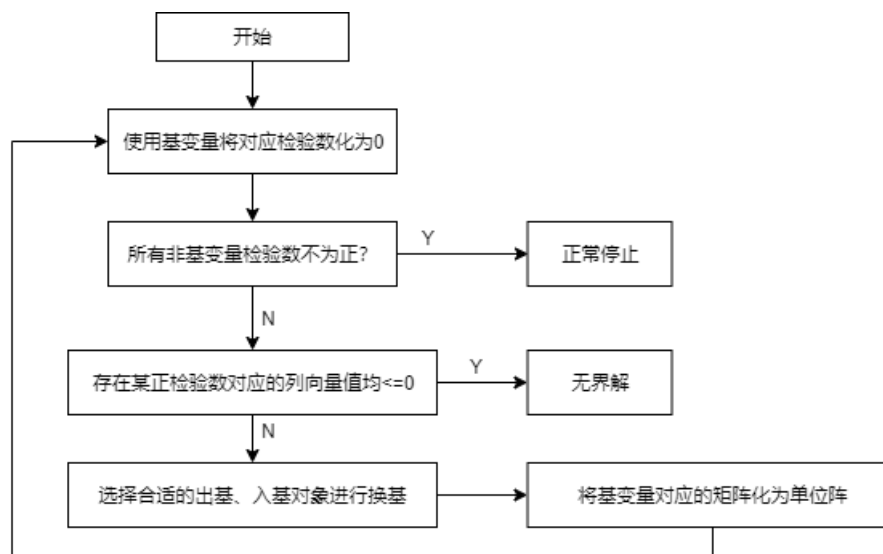 开始
使用基变量将对应检验数化为0
所有非基变量检验数不为正?
Y
正常停止
N
存在某正检验数对应的列向量值均<=0
Y
无界解
N
选择合适的出基、入基对象进行换基
将基变量对应的矩阵化为单位阵